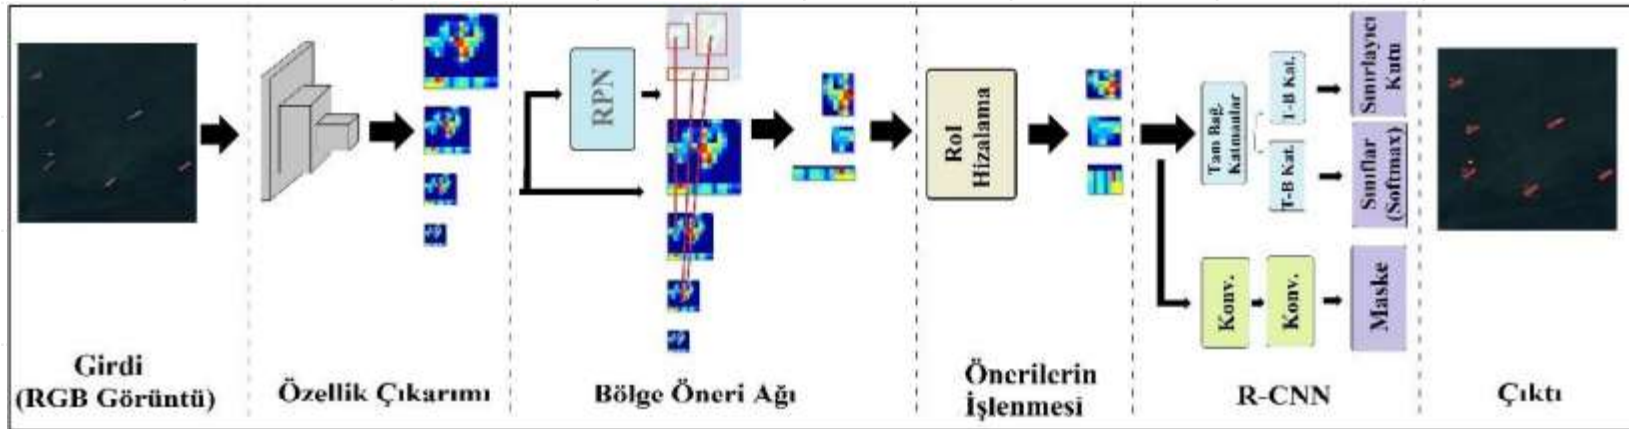 Girdi
(RGB Görüntü)
Özellik Çıkarımı
RPN
Bölge Öneri Ağı
RoI
Hizalama
Önerilerin
İşlenmesi
Tam Bağ.
Katmanlar
T-B Kat.
T-B Kat.
Sınırlayıcı
Kutu
Sınıflar
(Softmax)
Konv.
Konv.
Maske
R-CNN
Çıktı